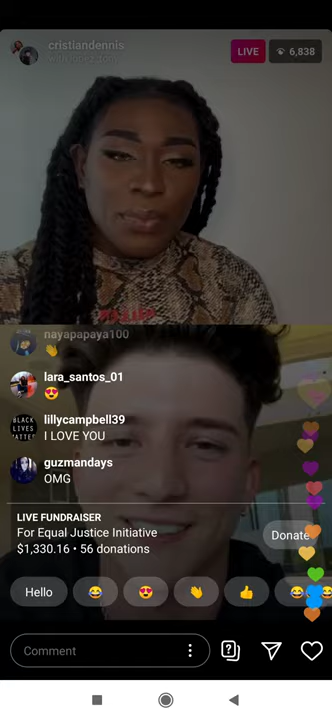 cristiandennis
LIVE
6,838
nayapapaya100
👋
lara_santos_01
😍
lillycampbell39
I LOVE YOU
guzmandays
OMG
LIVE FUNDRAISER
For Equal Justice Initiative
$1,330.16 • 56 donations
Donate
Hello 😂 😍 👋 👍 😂
Comment